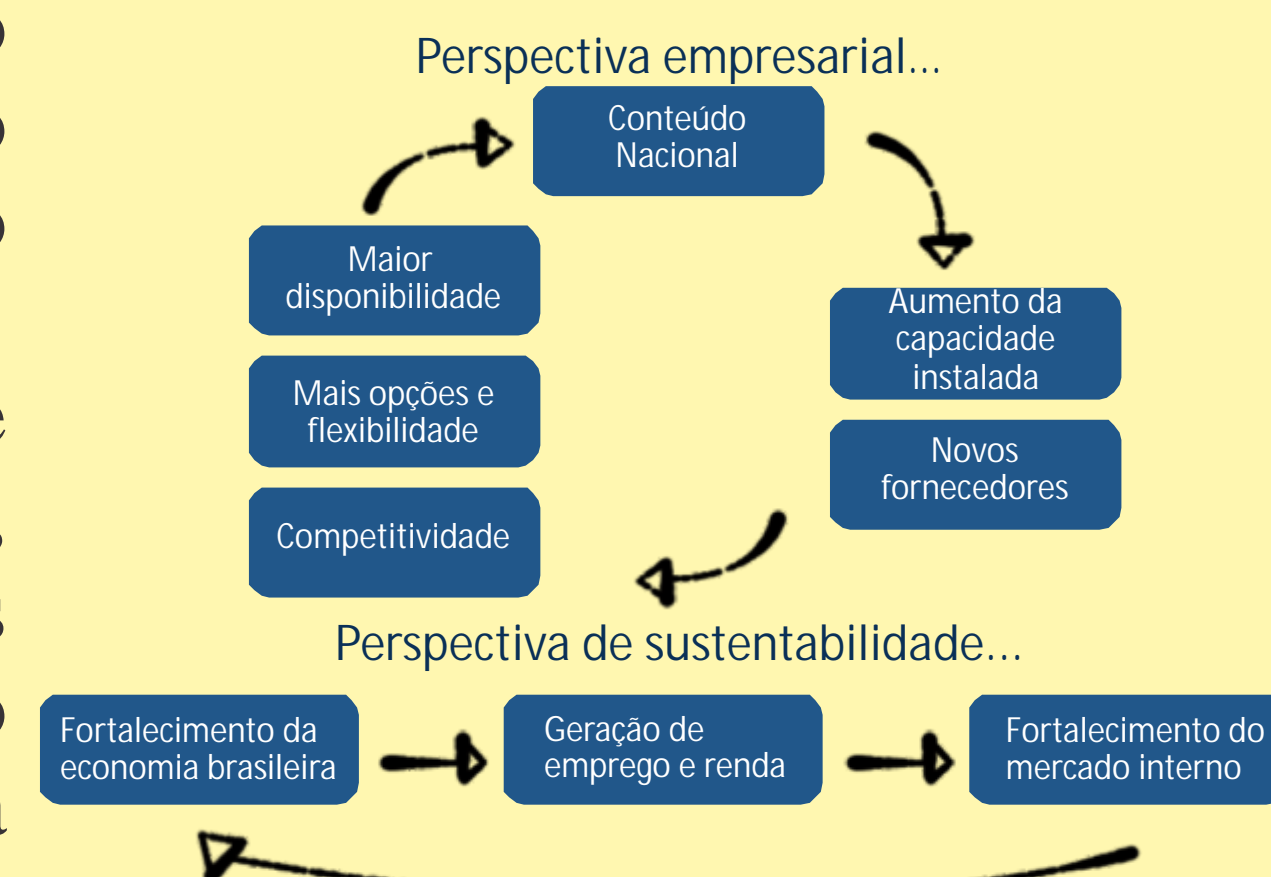 Perspectiva empresarial...
Conteúdo
Nacional
Maior
disponibilidade
Aumento da
capacidade
instalada
Mais opções e
flexibilidade
Novos
fornecedores
Competitividade
Perspectiva de sustentabilidade...
Fortalecimento da
economia brasileira
Geração de
emprego e renda
Fortalecimento do
mercado interno